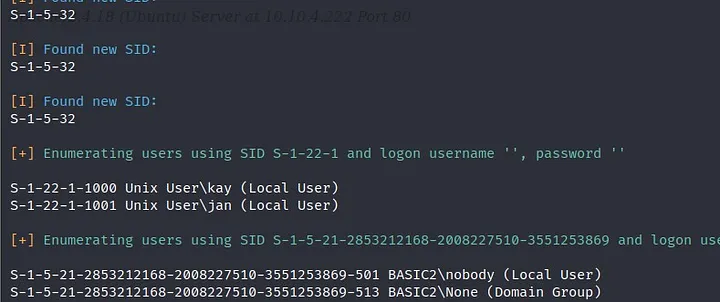 [I] Found new SID:
S-1-5-32
(Ubuntu) Server at 10.10.4.222 Port 80
[I] Found new SID:
S-1-5-32
[I] Found new SID:
S-1-5-32
[+] Enumerating users using SID S-1-22-1 and logon username '', password ''
S-1-22-1-1000 Unix User\kay (Local User)
S-1-22-1-1001 Unix User\jan (Local User)
[+] Enumerating users using SID S-1-5-21-2853212168-2008227510-3551253869 and logon use
S-1-5-21-2853212168-2008227510-3551253869-501 BASIC2\nobody (Local User)
S-1-5-21-2853212168-2008227510-3551253869-513 BASIC2\None (Domain Group)